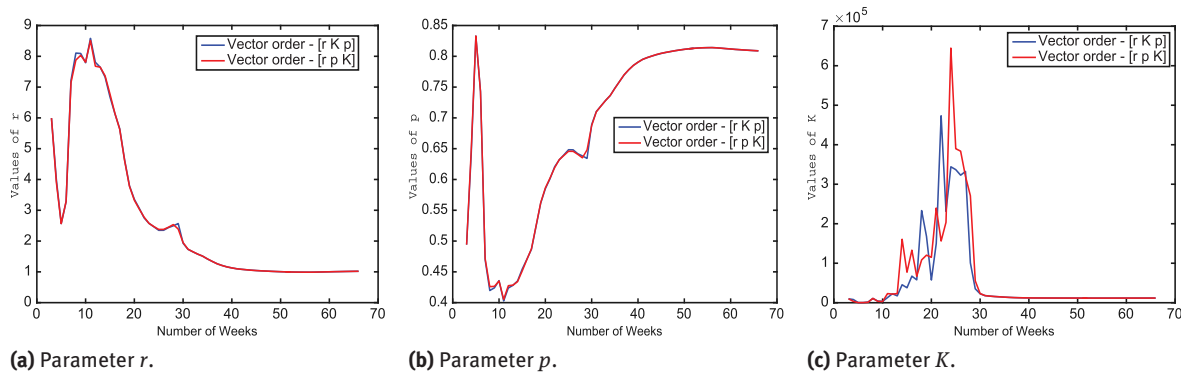 9
8
7
6
5
4
3
2
1
0
Values of r
0 10 20 30 40 50 60 70
Number of Weeks
Vector order - [r K p]
Vector order - [r p K]
(a) Parameter r.
0.85
0.8
0.75
0.7
0.65
0.6
0.55
0.5
0.45
0.4
Values of p
0 10 20 30 40 50 60 70
Number of Weeks
Vector order - [r K p]
Vector order - [r p K]
(b) Parameter p.
×10⁵
7
6
5
4
3
2
1
0
Values of K
0 10 20 30 40 50 60 70
Number of Weeks
Vector order - [r K p]
Vector order - [r p K]
(c) Parameter K.